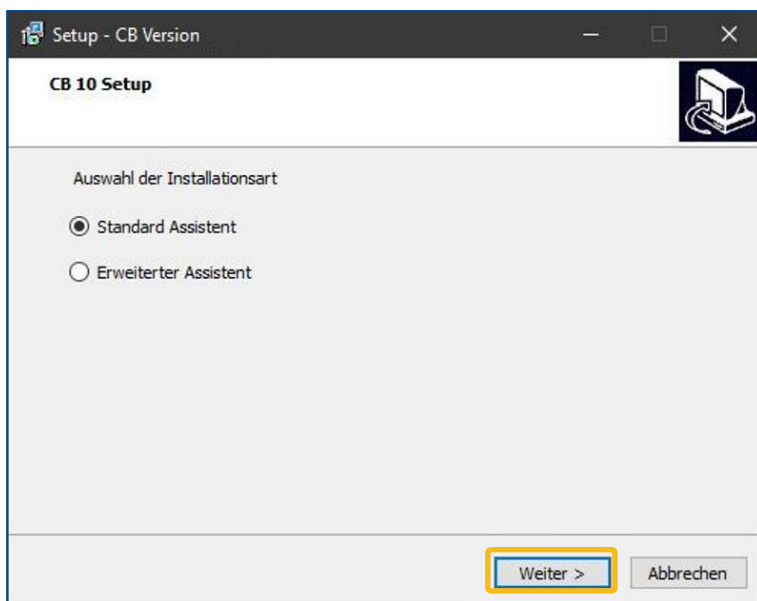 Setup - CB Version
CB 10 Setup
Auswahl der Installationsart
Standard Assistent
Erweiterter Assistent
Weiter >
Abbrechen